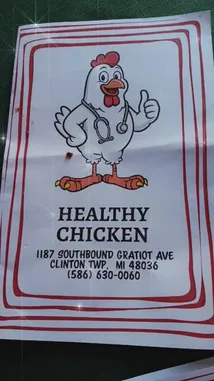 HEALTHY
CHICKEN
1187 SOUTHBOUND GRATIOT AVE
CLINTON TWP, MI 48036
(586) 630-0060